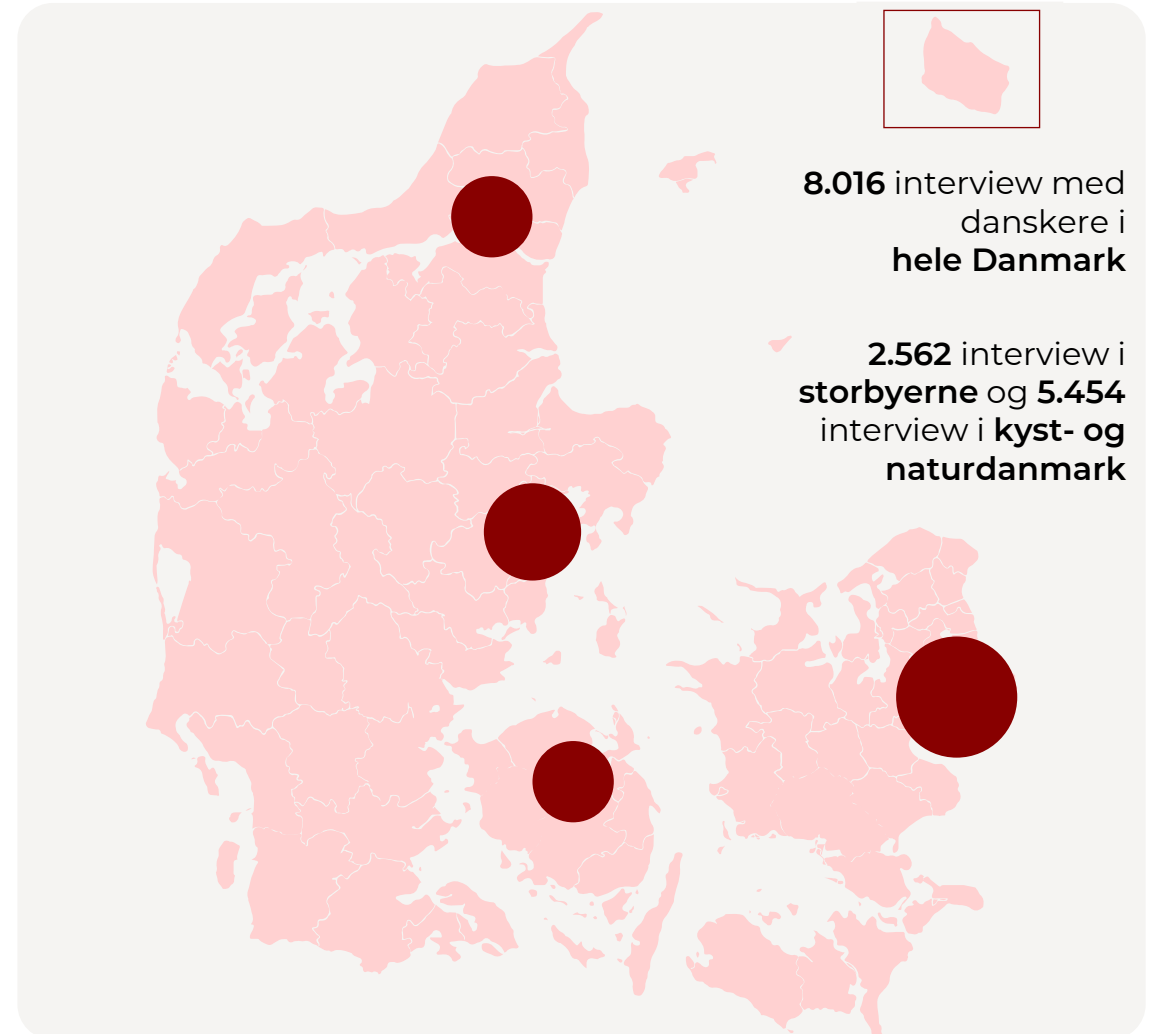 8.016 interview med
danskere i
hele Danmark
2.562 interview i
storbyerne og 5.454
interview i kyst- og
naturdanmark